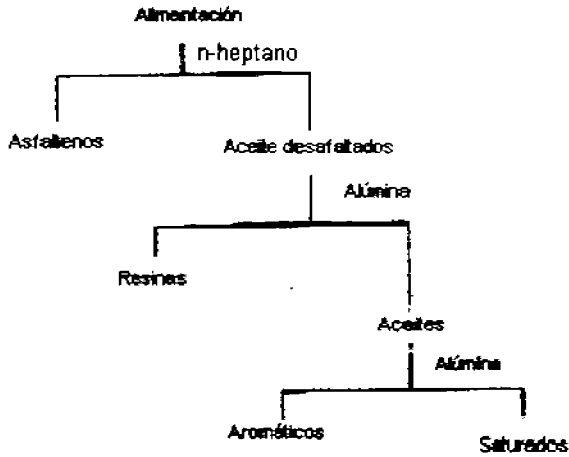 Alimentación
n-heptano
Asfaltenos
Aceite desafaltados
Alúmina
Resinas
Aceites
Alúmina
Aromáticos
Saturados